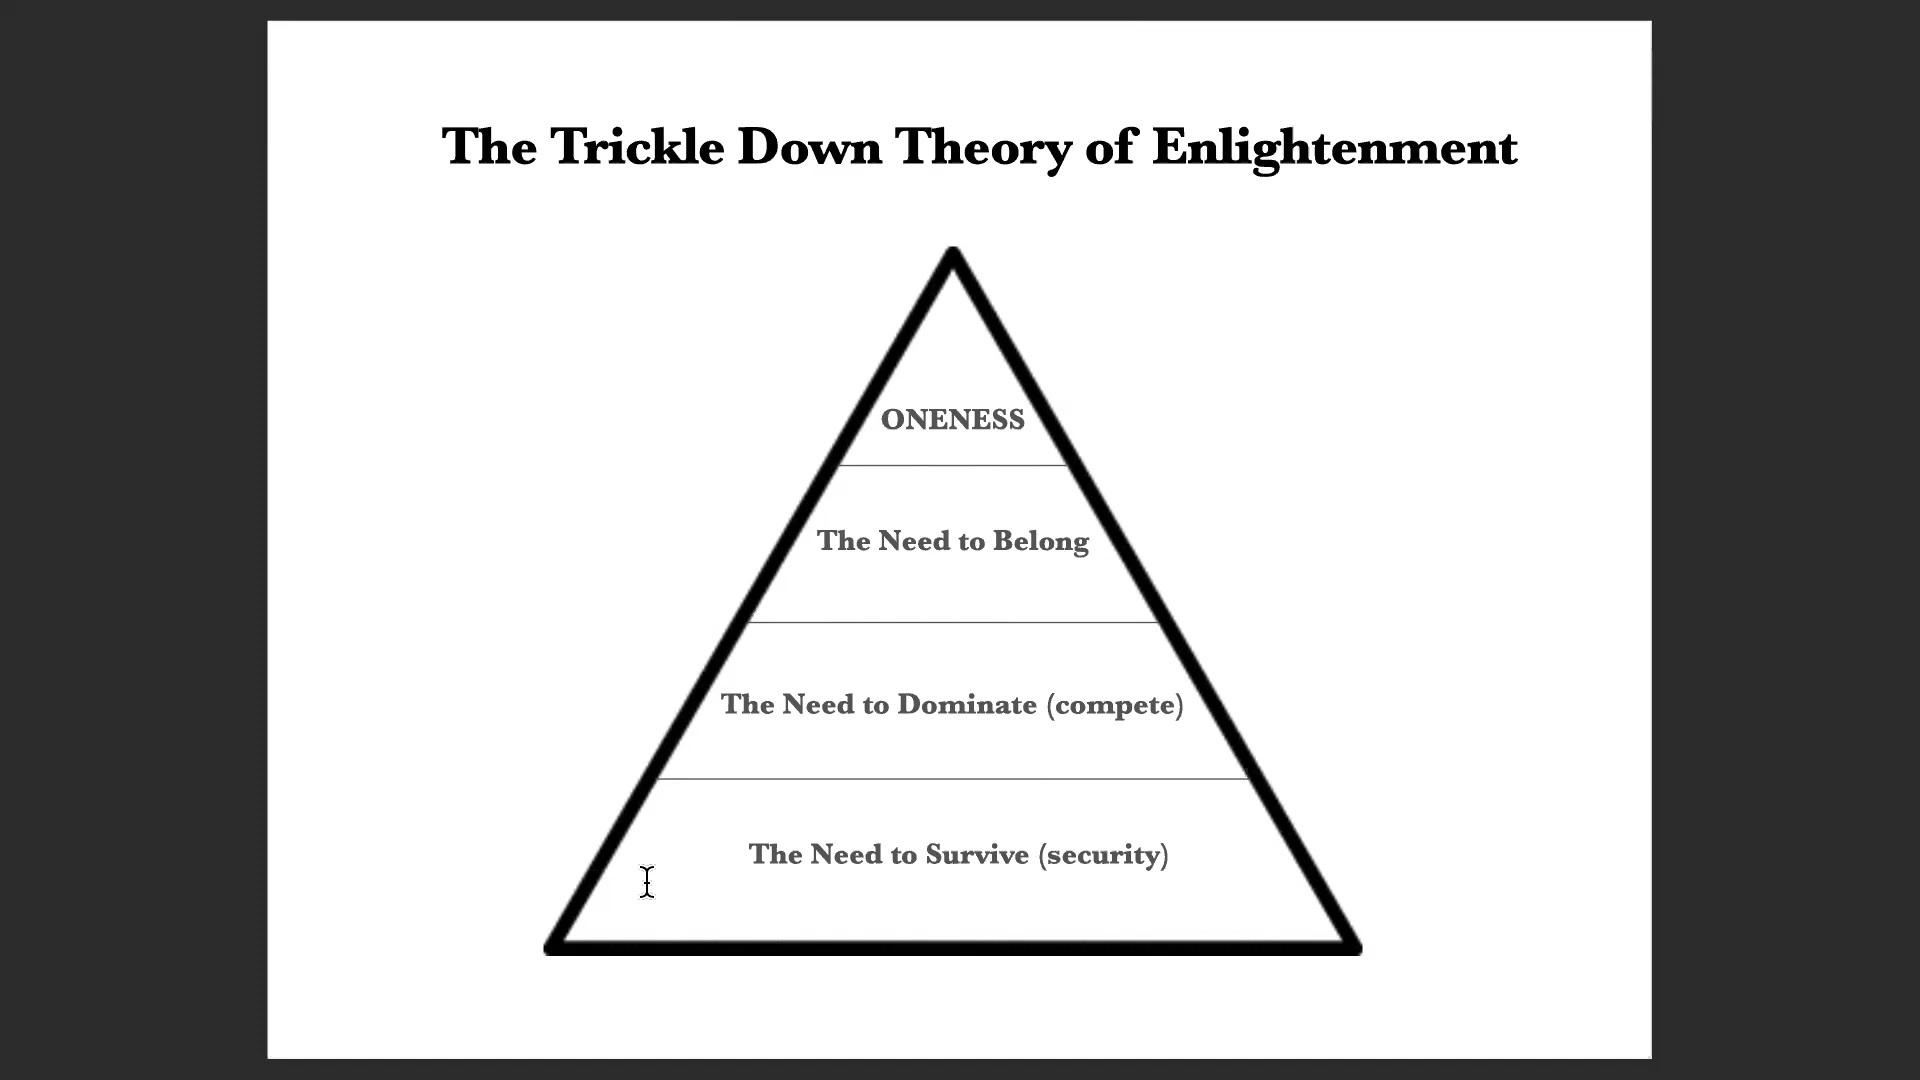 The Trickle Down Theory of Enlightenment
ONENESS
The Need to Belong
The Need to Dominate (compete)
The Need to Survive (security)